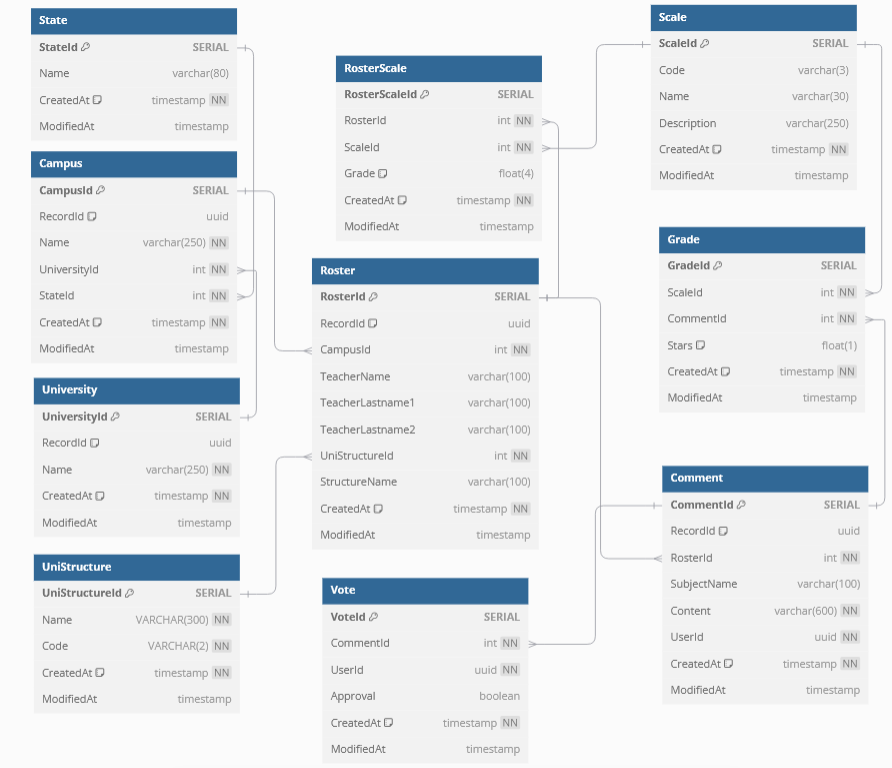 State
StateId SERIAL
Name varchar(80)
CreatedAt timestamp NN
ModifiedAt timestamp
Campus
CampusId SERIAL
RecordId uuid
Name varchar(250) NN
UniversityId int NN
StateId int NN
CreatedAt timestamp NN
ModifiedAt timestamp
University
UniversityId SERIAL
RecordId uuid
Name varchar(250) NN
CreatedAt timestamp NN
ModifiedAt timestamp
UniStructure
UniStructureId SERIAL
Name VARCHAR(300) NN
Code VARCHAR(2) NN
CreatedAt timestamp NN
ModifiedAt timestamp
RosterScale
RosterScaleId SERIAL
RosterId int NN
ScaleId int NN
Grade float(4)
CreatedAt timestamp NN
ModifiedAt timestamp
Roster
RosterId SERIAL
RecordId uuid
CampusId int NN
TeacherName varchar(100)
TeacherLastname1 varchar(100)
TeacherLastname2 varchar(100)
UniStructureId int NN
StructureName varchar(100)
CreatedAt timestamp NN
ModifiedAt timestamp
Vote
VoteId SERIAL
CommentId int NN
UserId uuid NN
Approval boolean
CreatedAt timestamp NN
ModifiedAt timestamp
Scale
ScaleId SERIAL
Code varchar(3)
Name varchar(30)
Description varchar(250)
CreatedAt timestamp NN
ModifiedAt timestamp
Grade
GradeId SERIAL
ScaleId int NN
CommentId int NN
Stars float(1)
CreatedAt timestamp NN
ModifiedAt timestamp
Comment
CommentId SERIAL
RecordId uuid
RosterId int NN
SubjectName varchar(100)
Content varchar(600) NN
UserId uuid NN
CreatedAt timestamp NN
ModifiedAt timestamp